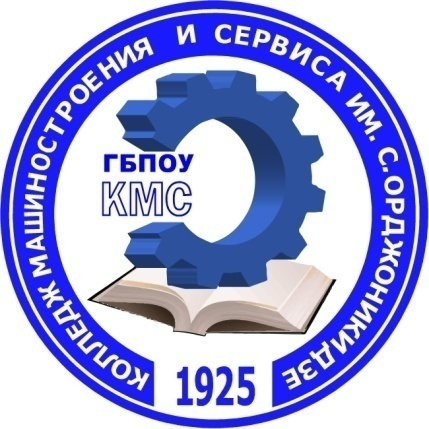 КОЛЛЕДЖ МАШИНОСТРОЕНИЯ И СЕРВИСА ИМ. С.ОРДЖОНИКИДЗЕ
ГБПОУ
КМС
1925